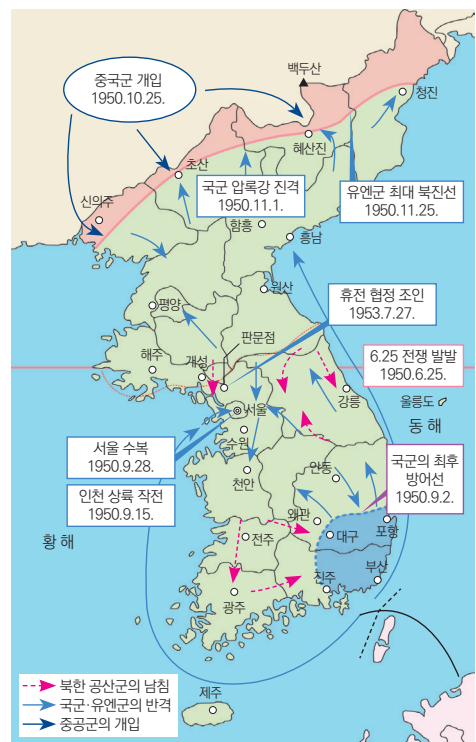 중국군 개입
1950.10.25.
백두산
청진
혜산진
초산
국군 압록강 진격
1950.11.1.
유엔군 최대 북진선
1950.11.25.
신의주
함흥
흥남
원산
평양
휴전 협정 조인
1953.7.27.
판문점
해주
개성
6.25 전쟁 발발
1950.6.25.
서울
강릉
울릉도
동해
수원
서울 수복
1950.9.28.
천안
안동
국군의 최후
방어선
1950.9.2.
인천 상륙 작전
1950.9.15.
왜관
대구
포항
황해
전주
진주
부산
광주
북한 공산군의 남침
국군·유엔군의 반격
중공군의 개입
제주